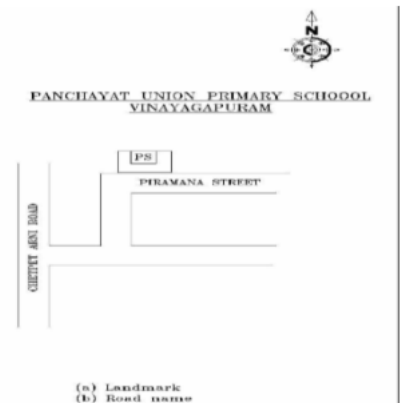 N
PANCHAYAT UNION PRIMARY SCHOOOL
VINAYAGAPURAM
PS
PIRAMANA STREET
CHETPET ARNI ROAD
(a) Landmark
(b) Road name